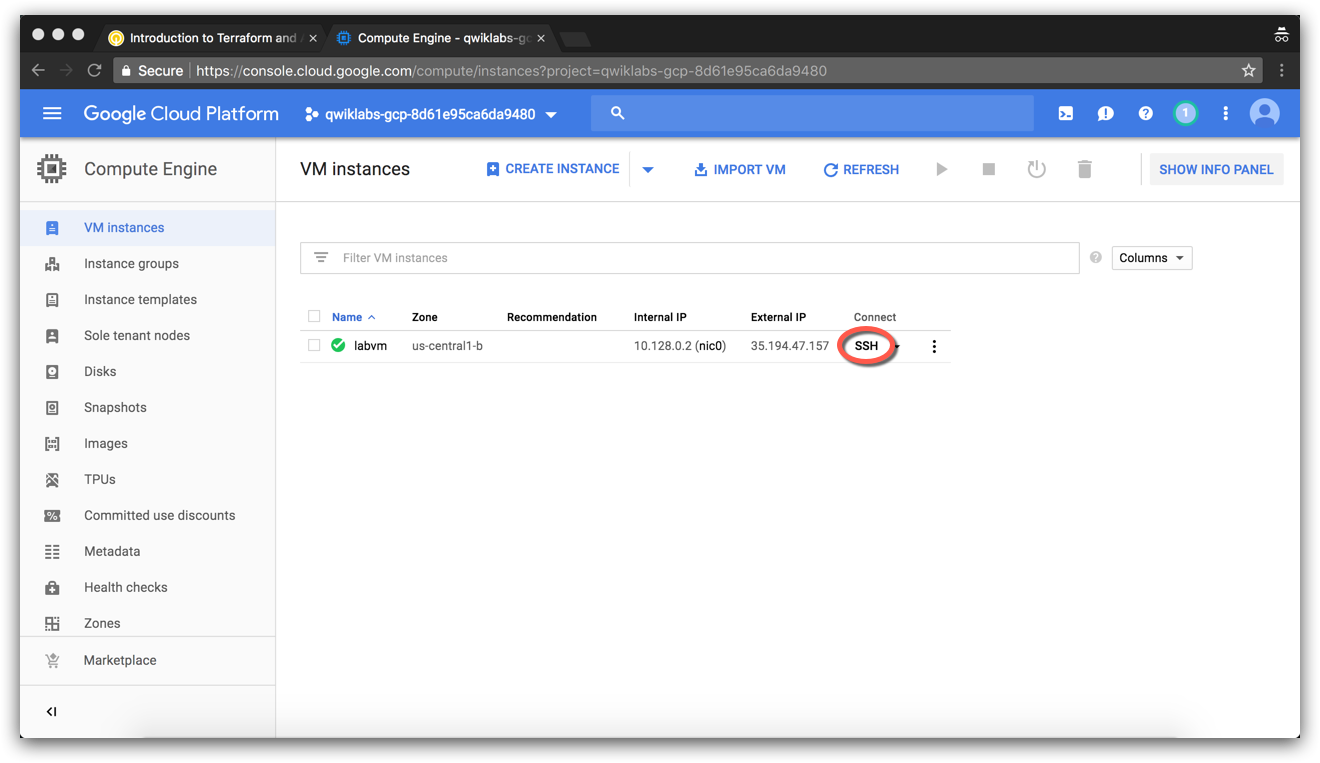 Introduction to Terraform and
Compute Engine - qwiklabs-gc
Secure https://console.cloud.google.com/compute/instances?project=qwiklabs-gcp-8d61e95ca6da9480
Google Cloud Platform qwiklabs-gcp-8d61e95ca6da9480 1
Compute Engine
VM instances CREATE INSTANCE IMPORT VM REFRESH SHOW INFO PANEL
VM instances
Instance groups
Instance templates
Sole tenant nodes
Disks
Snapshots
Images
TPUs
Committed use discounts
Metadata
Health checks
Zones
Marketplace
Filter VM instances Columns
Name Zone Recommendation Internal IP External IP Connect
labvm us-central1-b 10.128.0.2 (nic0) 35.194.47.157 SSH